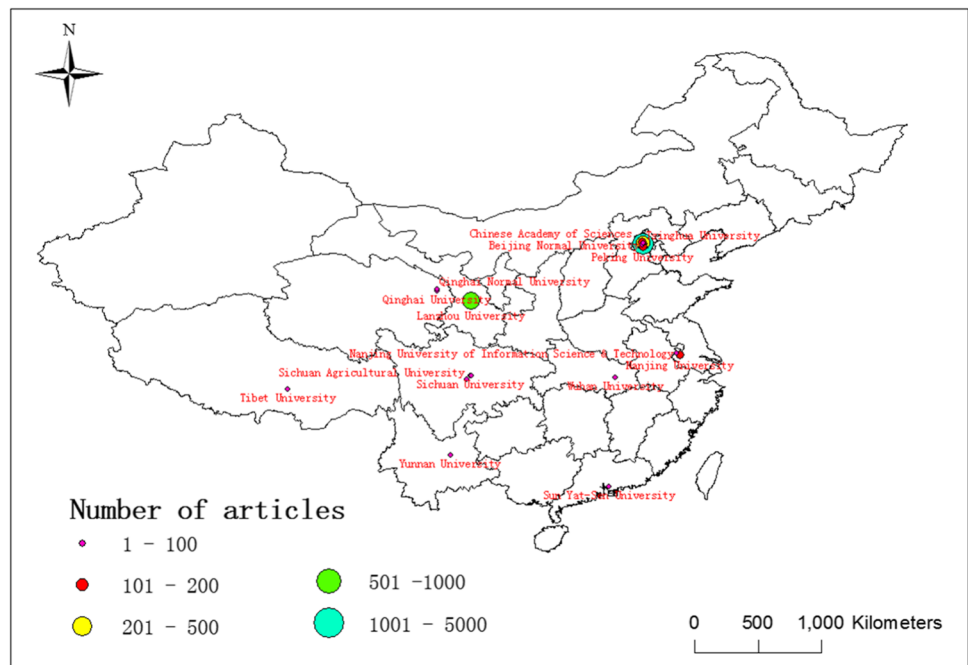 N
Chinese Academy of Sciences
Tsinghua University
Beijing Normal University
Peking University
Qinghai Normal University
Qinghai University
Lanzhou University
Nanjing University of Information Science & Technology
Nanjing University
Sichuan Agricultural University
Sichuan University
Wuhan University
Tibet University
Yunnan University
Sun Yat-Sen University
Number of articles
1 - 100
101 - 200
201 - 500
501 -1000
1001 - 5000
0 500 1,000 Kilometers